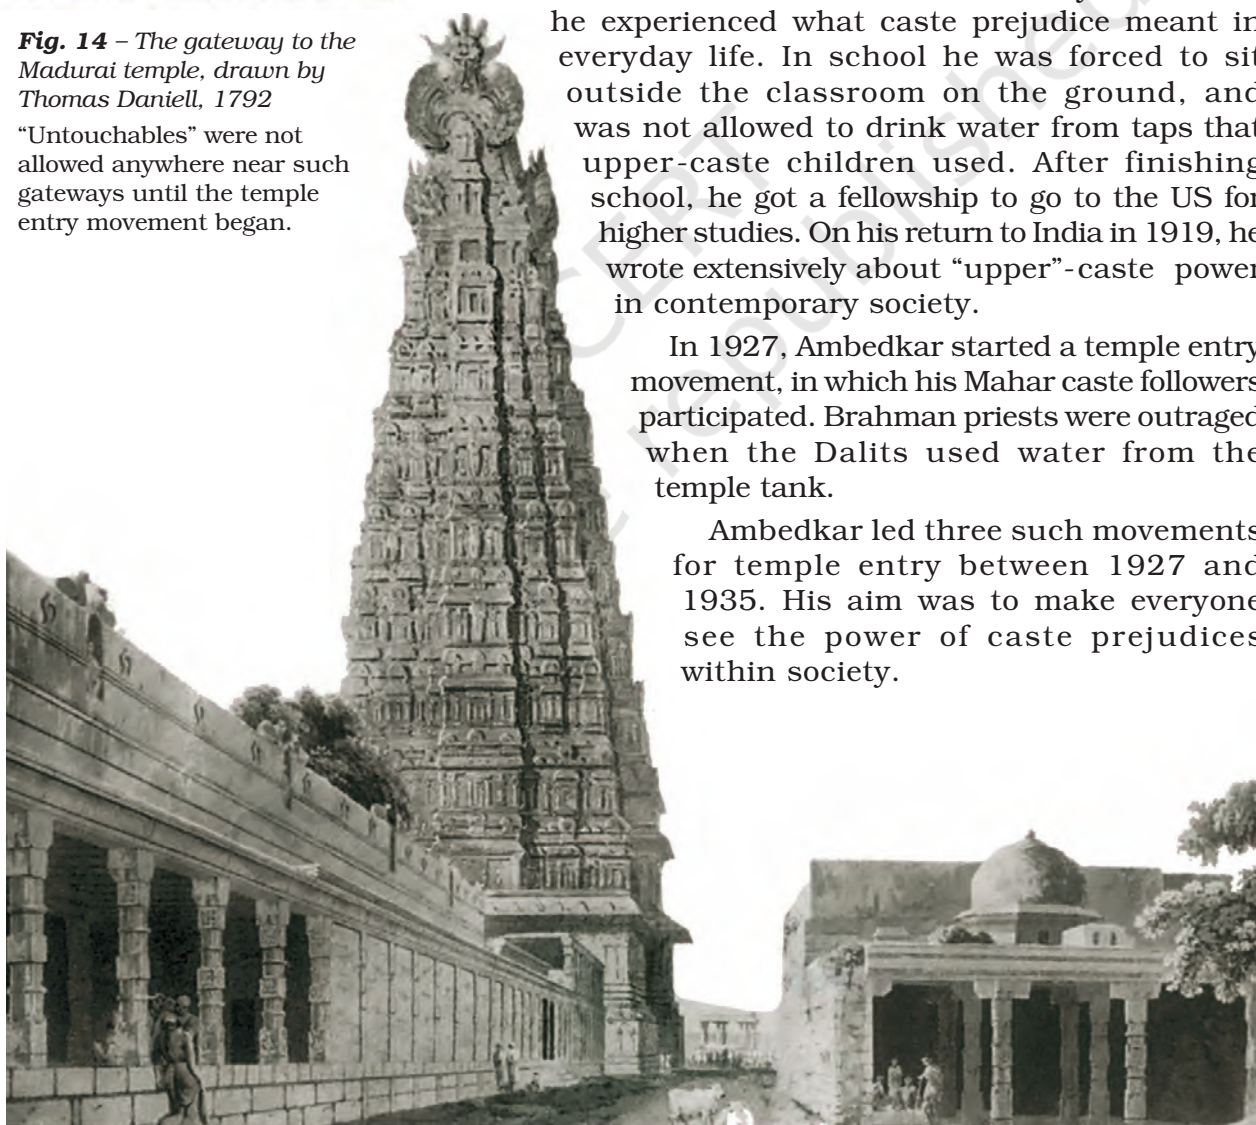 Fig. 14 – The gateway to the
Madurai temple, drawn by
Thomas Daniell, 1792
“Untouchables” were not
allowed anywhere near such
gateways until the temple
entry movement began.
he experienced what caste prejudice meant in
everyday life. In school he was forced to sit
outside the classroom on the ground, and
was not allowed to drink water from taps that
upper-caste children used. After finishing
school, he got a fellowship to go to the US for
higher studies. On his return to India in 1919, he
wrote extensively about “upper”-caste power
in contemporary society.
In 1927, Ambedkar started a temple entry
movement, in which his Mahar caste followers
participated. Brahman priests were outraged
when the Dalits used water from the
temple tank.
Ambedkar led three such movements
for temple entry between 1927 and
1935. His aim was to make everyone
see the power of caste prejudices
within society.
republished